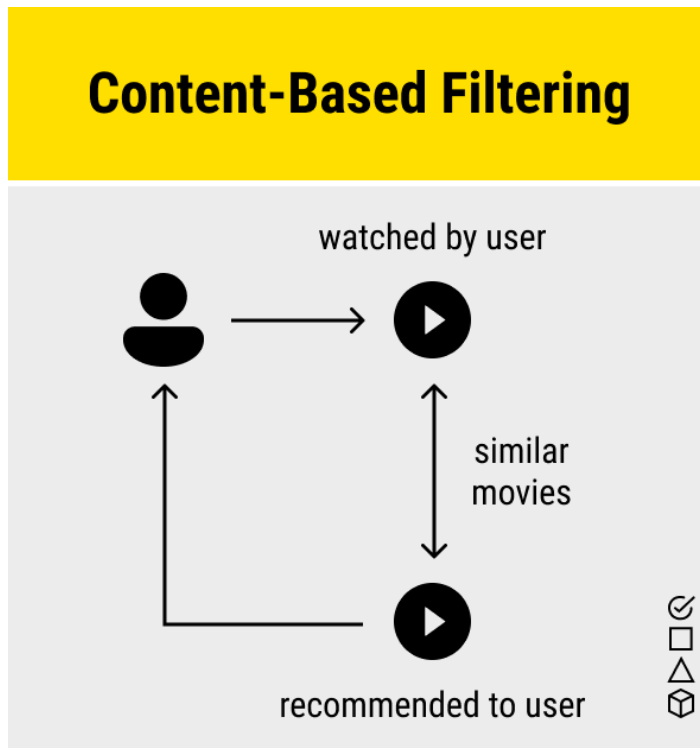 Content-Based Filtering
watched by user
similar
movies
recommended to user